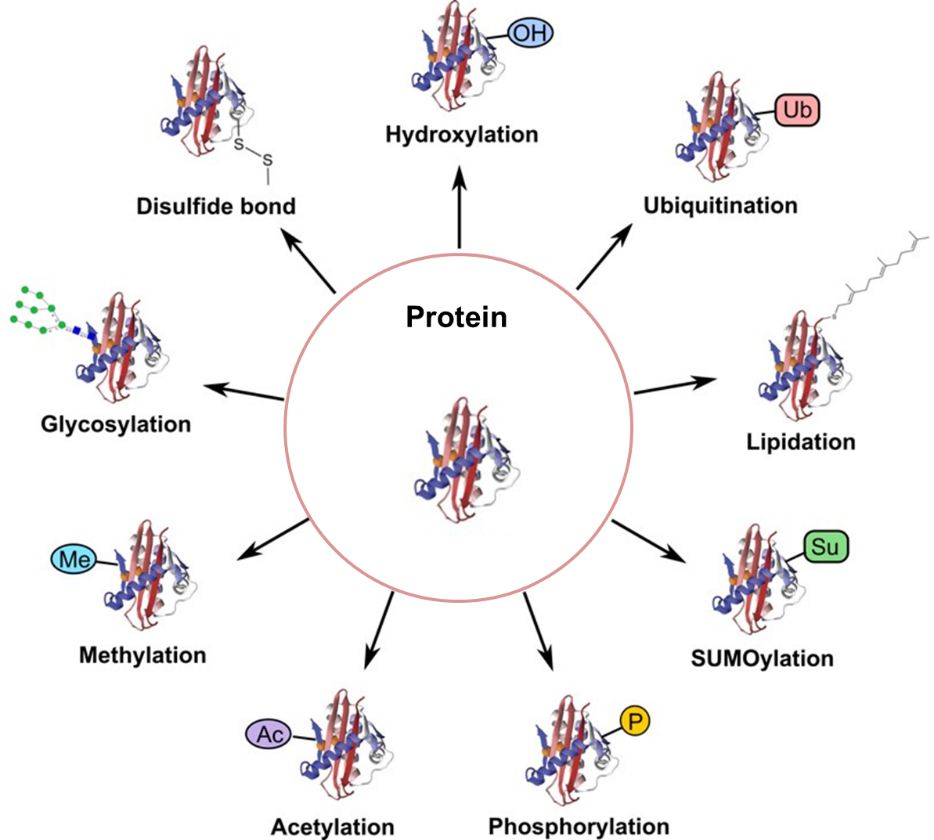 OH
Hydroxylation
Ub
Ubiquitination
S
S
Disulfide bond
Protein
Glycosylation
Lipidation
Me
Methylation
Su
SUMOylation
Ac
Acetylation
P
Phosphorylation